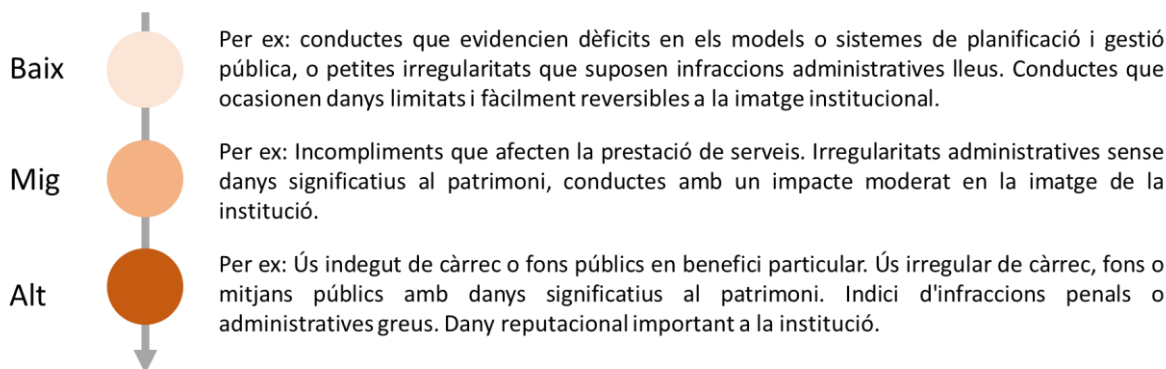 Baix
Per ex: conductes que evidencien dèficits en els models o sistemes de planificació i gestió
pública, o petites irregularitats que suposen infraccions administratives lleus. Conductes que
ocasionen danys limitats i fàcilment reversibles a la imatge institucional.
Mig
Per ex: Incompliments que afecten la prestació de serveis. Irregularitats administratives sense
danys significatius al patrimoni, conductes amb un impacte moderat en la imatge de la
institució.
Alt
Per ex: Ús indegut de càrrec o fons públics en benefici particular. Ús irregular de càrrec, fons o
mitjans públics amb danys significatius al patrimoni. Indici d'infraccions penals o
administratives greus. Dany reputacional important a la institució.